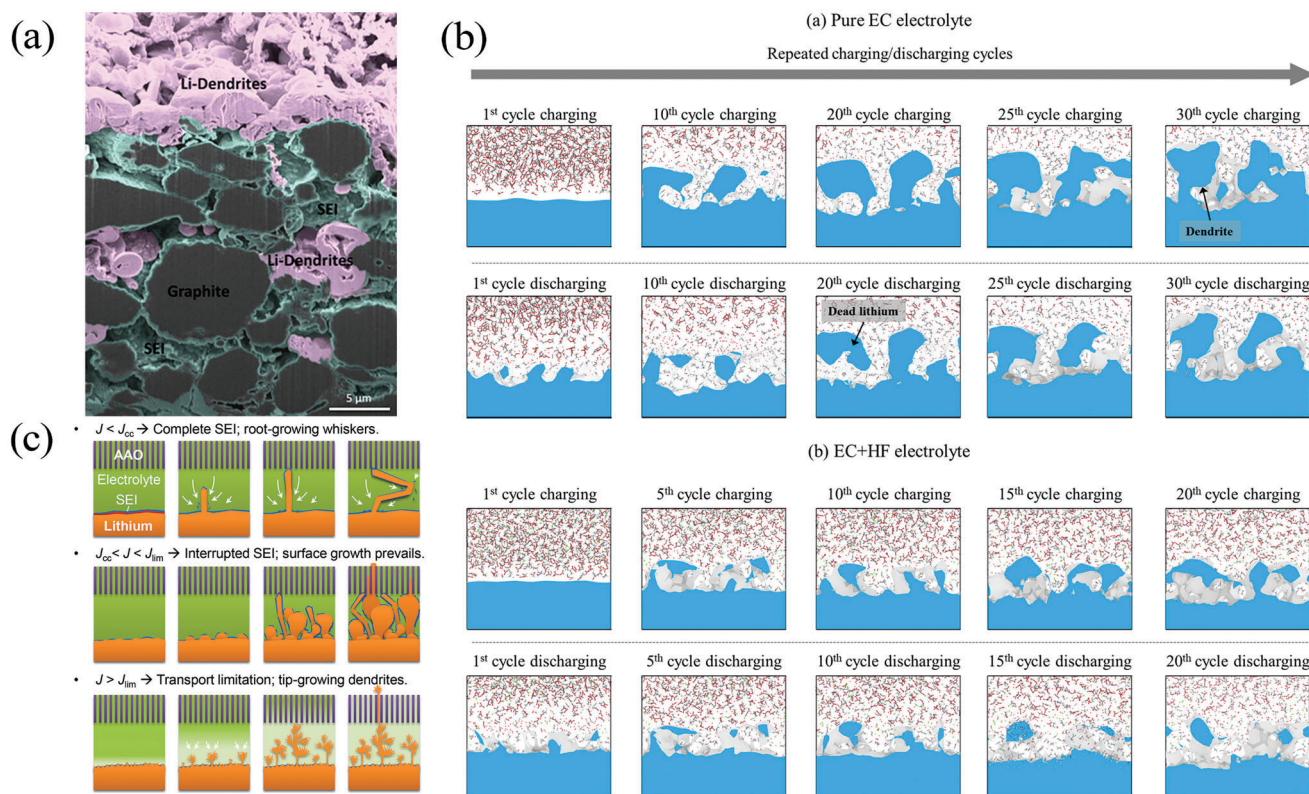 (a)
Li-Dendrites
SEI
Li-Dendrites
Graphite
SEI
5 µm
(b)
(a) Pure EC electrolyte
Repeated charging/discharging cycles
1st cycle charging
10th cycle charging
20th cycle charging
25th cycle charging
30th cycle charging
Dendrite
1st cycle discharging
10th cycle discharging
20th cycle discharging
25th cycle discharging
30th cycle discharging
Dead lithium
(b) EC+HF electrolyte
1st cycle charging
5th cycle charging
10th cycle charging
15th cycle charging
20th cycle charging
1st cycle discharging
5th cycle discharging
10th cycle discharging
15th cycle discharging
20th cycle discharging
(c)
• J < Jcc → Complete SEI; root-growing whiskers.
AAO
Electrolyte
SEI
Lithium
• Jcc < J < Jlim → Interrupted SEI; surface growth prevails.
• J > Jlim → Transport limitation; tip-growing dendrites.